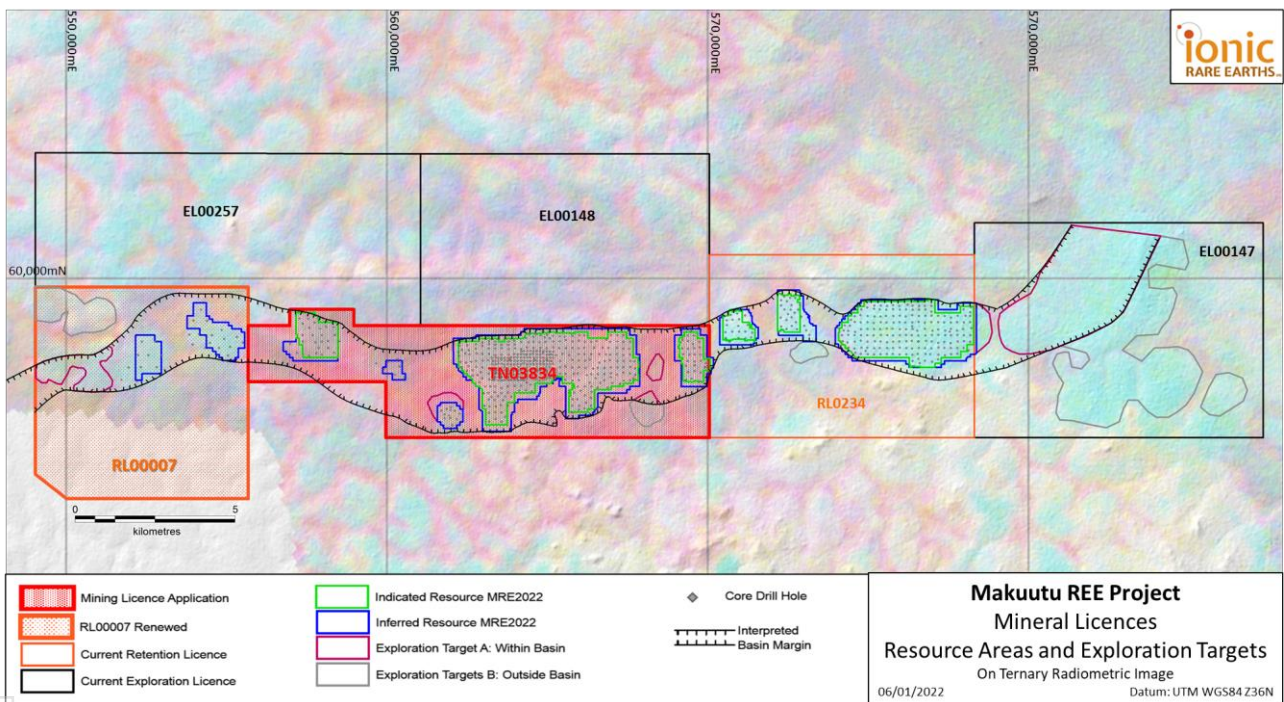 550,000mE
560,000mE
570,000mE
570,000mE
ionic
RARE EARTHS™
EL00257
EL00148
EL00147
60,000mN
TN03834
RL0234
RL00007
0 5
kilometres
Mining Licence Application
RL00007 Renewed
Current Retention Licence
Current Exploration Licence
Indicated Resource MRE2022
Inferred Resource MRE2022
Exploration Target A: Within Basin
Exploration Targets B: Outside Basin
Core Drill Hole
Interpreted
Basin Margin
Makuutu REE Project
Mineral Licences
Resource Areas and Exploration Targets
On Ternary Radiometric Image
06/01/2022 Datum: UTM WGS84 Z36N